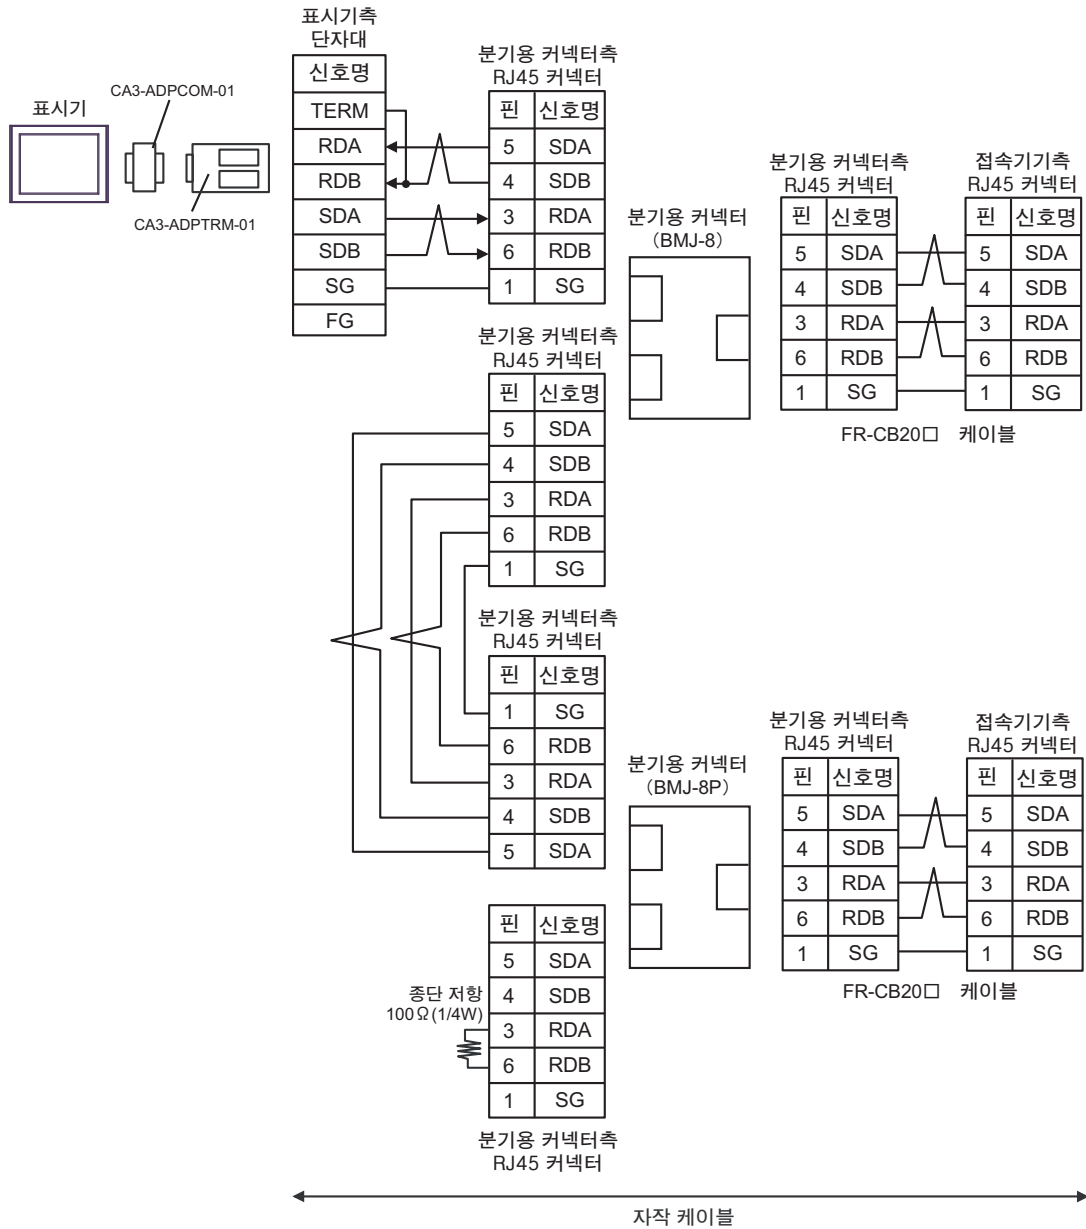 표시기
CA3-ADPCOM-01
CA3-ADPTRM-01
표시기측
단자대
신호명
TERM
RDA
RDB
SDA
SDB
SG
FG
분기용 커넥터측
RJ45 커넥터
핀 신호명
5 SDA
4 SDB
3 RDA
6 RDB
1 SG
분기용 커넥터
(BMJ-8)
분기용 커넥터측
RJ45 커넥터
핀 신호명
5 SDA
4 SDB
3 RDA
6 RDB
1 SG
접속기기측
RJ45 커넥터
핀 신호명
5 SDA
4 SDB
3 RDA
6 RDB
1 SG
FR-CB20□ 케이블
분기용 커넥터측
RJ45 커넥터
핀 신호명
5 SDA
4 SDB
3 RDA
6 RDB
1 SG
분기용 커넥터측
RJ45 커넥터
핀 신호명
1 SG
6 RDB
3 RDA
4 SDB
5 SDA
분기용 커넥터
(BMJ-8P)
분기용 커넥터측
RJ45 커넥터
핀 신호명
5 SDA
4 SDB
3 RDA
6 RDB
1 SG
접속기기측
RJ45 커넥터
핀 신호명
5 SDA
4 SDB
3 RDA
6 RDB
1 SG
FR-CB20□ 케이블
종단 저항
100Ω(1/4W)
핀 신호명
5 SDA
4 SDB
3 RDA
6 RDB
1 SG
분기용 커넥터측
RJ45 커넥터
자작 케이블